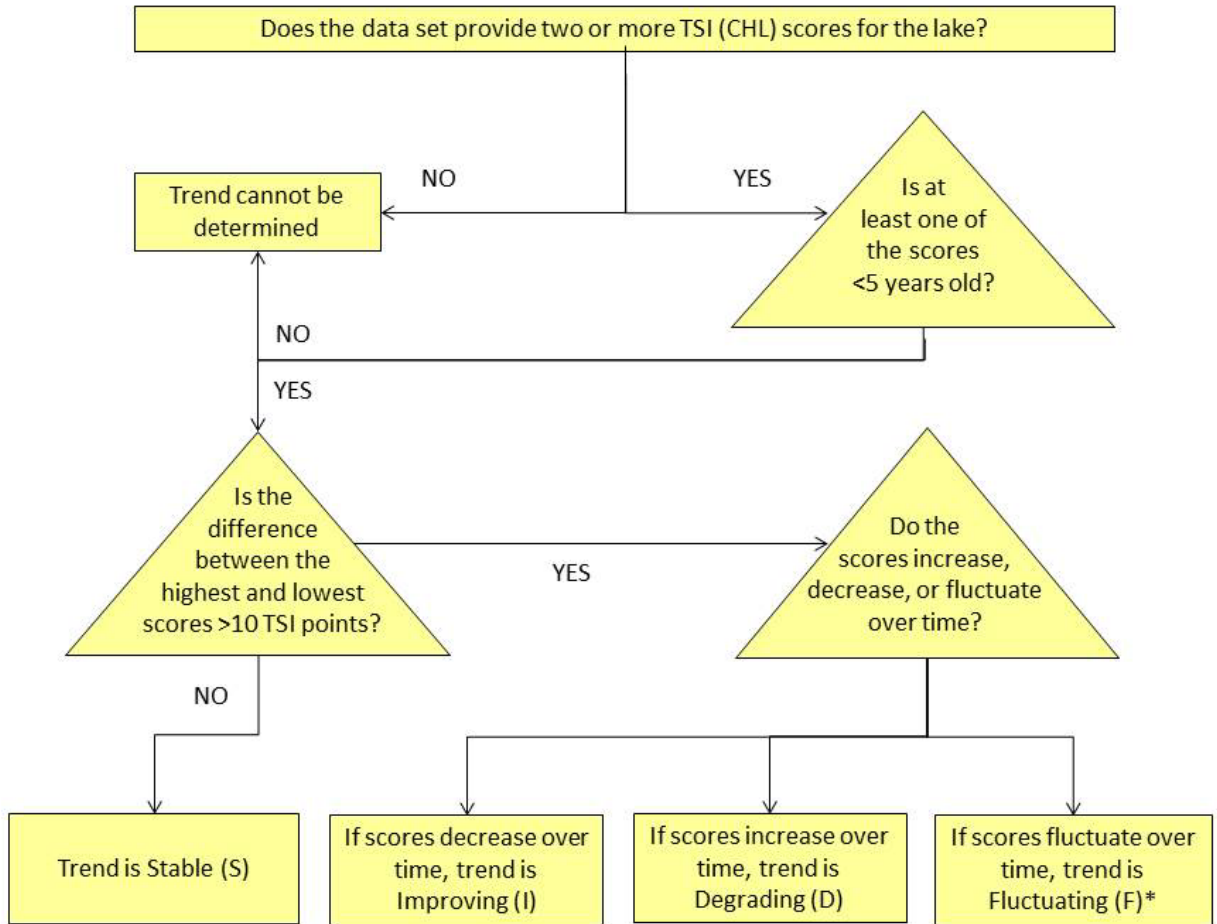 Does the data set provide two or more TSI (CHL) scores for the lake?
NO
YES
Trend cannot be
determined
Is at
least one of
the scores
<5 years old?
NO
YES
Is the
difference
between the
highest and lowest
scores >10 TSI points?
YES
Do the
scores increase,
decrease, or fluctuate
over time?
NO
Trend is Stable (S)
If scores decrease over
time, trend is
Improving (I)
If scores increase over
time, trend is
Degrading (D)
If scores fluctuate over
time, trend is
Fluctuating (F)*